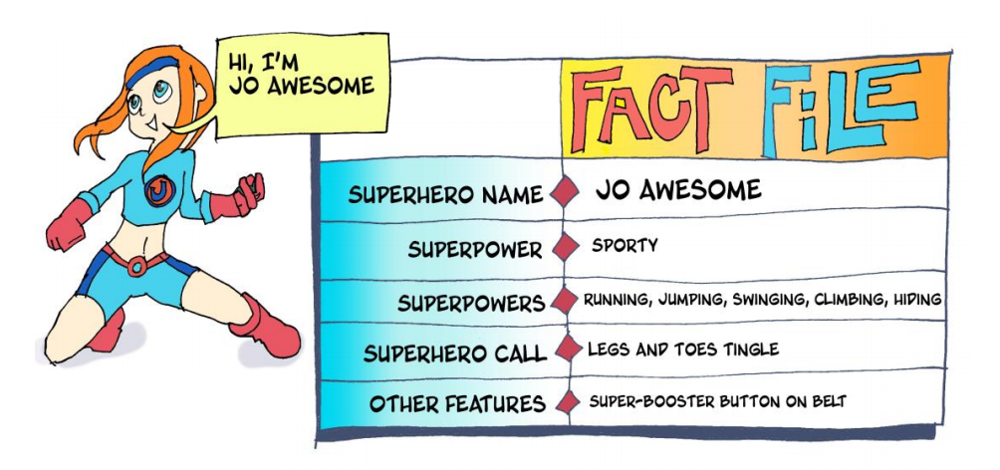 HI, I'M
JO AWESOME
FACT FILE
SUPERHERO NAME JO AWESOME
SUPERPOWER SPORTY
SUPERPOWERS RUNNING, JUMPING, SWINGING, CLIMBING, HIDING
SUPERHERO CALL LEGS AND TOES TINGLE
OTHER FEATURES SUPER-BOOSTER BUTTON ON BELT
J